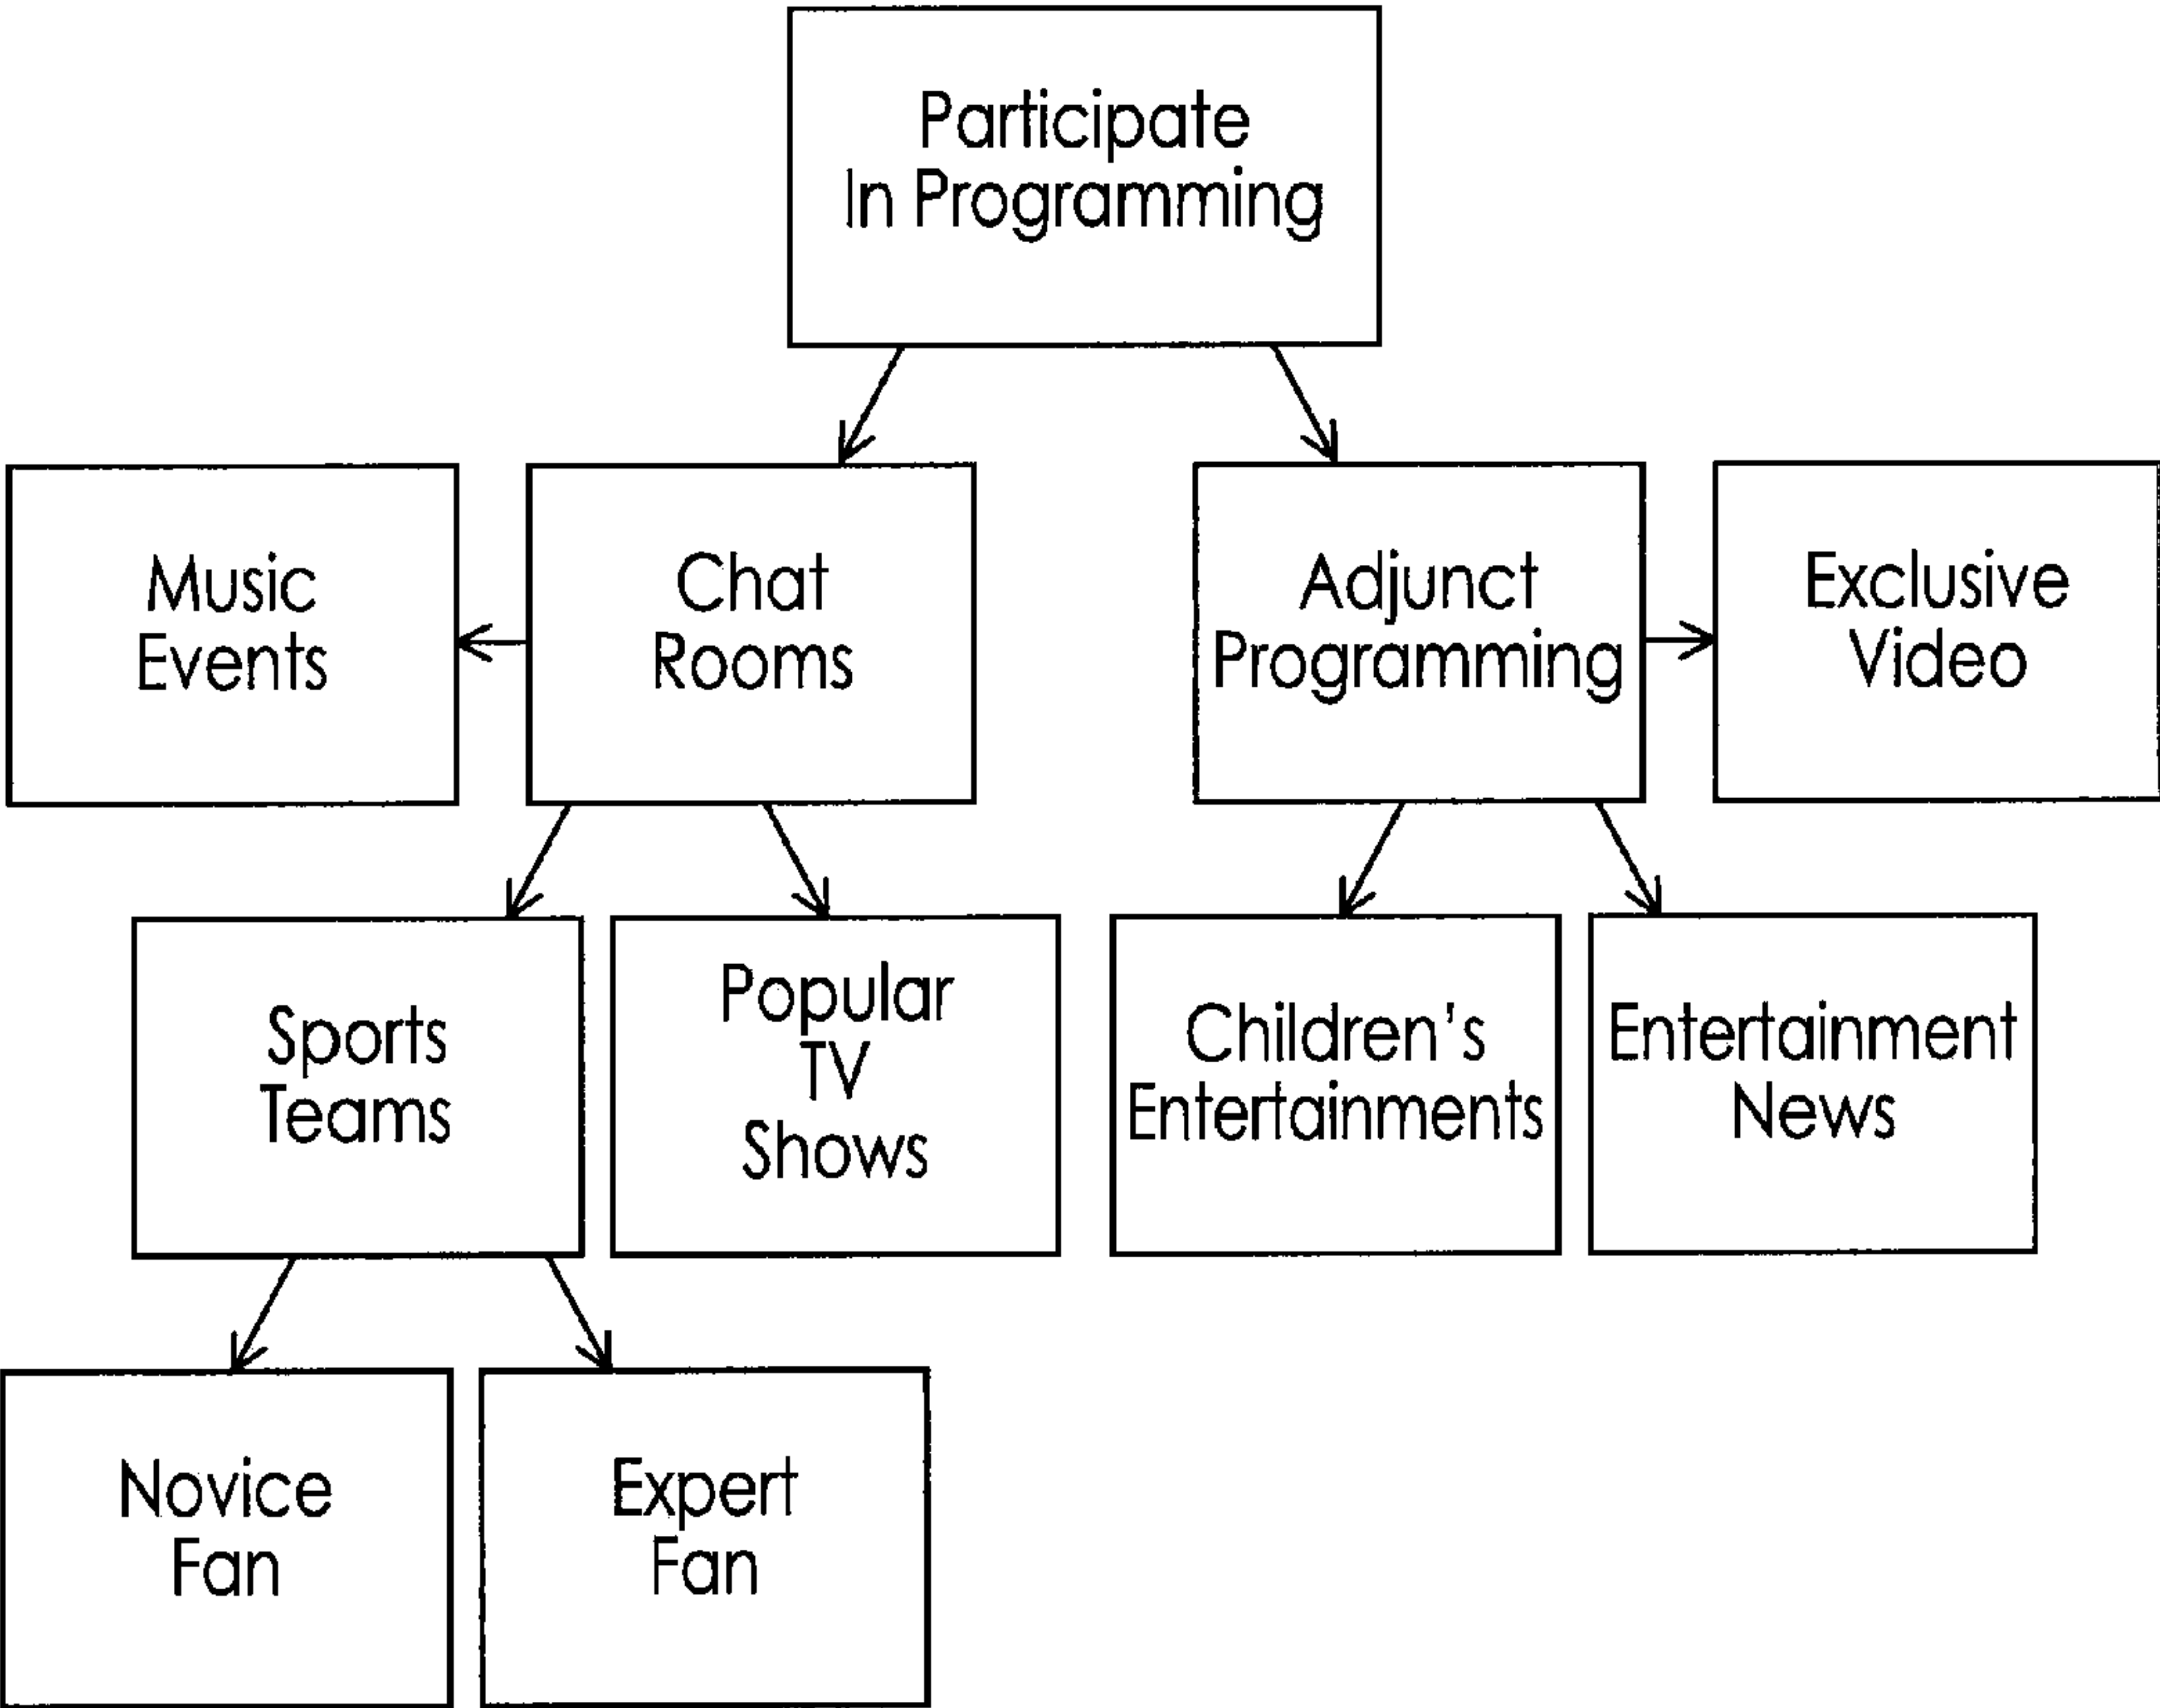 Participate
In Programming
Music
Events
Chat
Rooms
Adjunct
Programming
Exclusive
Video
Sports
Teams
Popular
TV
Shows
Children's
Entertainments
Entertainment
News
Novice
Fan
Expert
Fan